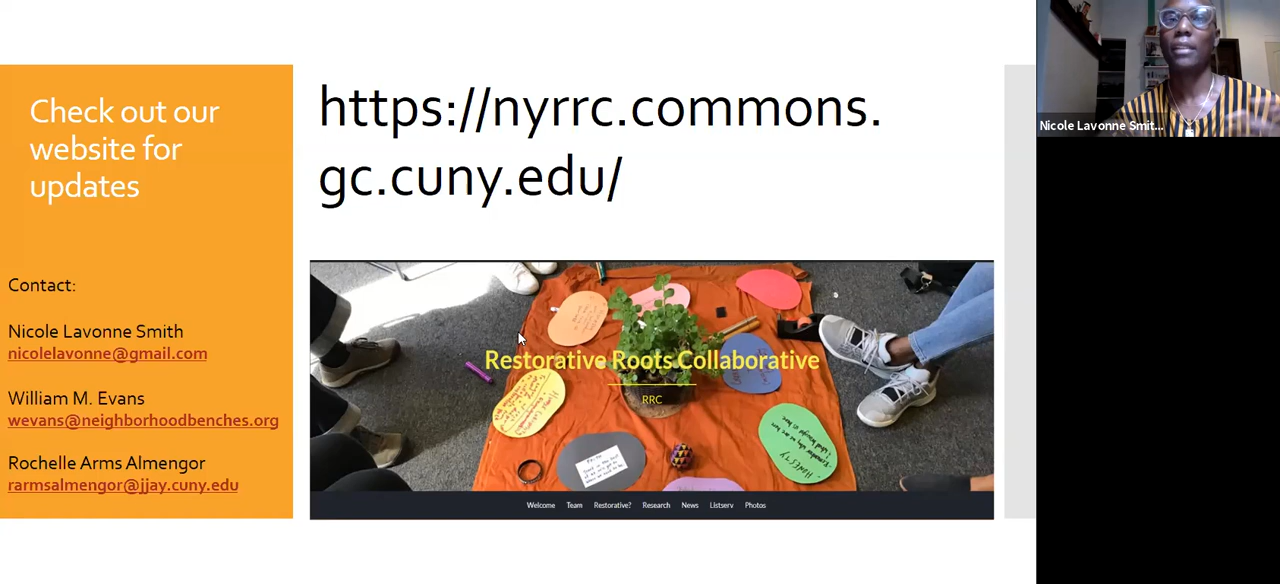 Check out our
website for
updates
https://nyrrc.commons.
gc.cuny.edu/
Nicole Lavonne Smit...
Contact:
Nicole Lavonne Smith
nicolelavonne@gmail.com
William M. Evans
wevans@neighborhoodbenches.org
Rochelle Arms Almengor
rarmsalmengor@jjay.cuny.edu
Restorative Roots Collaborative
RRC
HONESTY
Welcome Team Restorative? Research News Listserv Photos